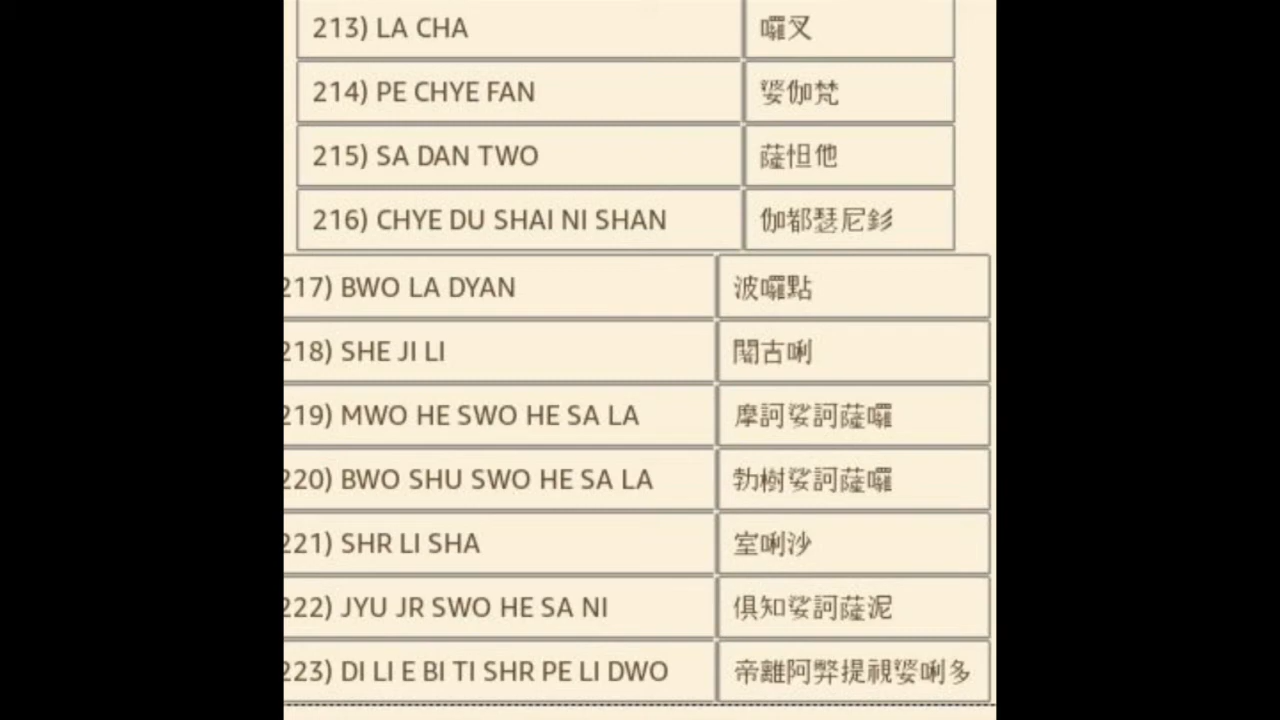 213) LA CHA 囉叉
214) PE CHYE FAN 婆伽梵
215) SA DAN TWO 薩怛他
216) CHYE DU SHAI NI SHAN 伽都瑟尼釤
217) BWO LA DYAN 波囉點
218) SHE JI LI 闍吉唎
219) MWO HE SWO HE SA LA 摩訶娑訶薩囉
220) BWO SHU SWO HE SA LA 勃樹娑訶薩囉
221) SHR LI SHA 室唎沙
222) JYU JR SWO HE SA NI 俱知娑訶薩泥
223) DI LI E BI TI SHR PE LI DWO 帝離阿弊提視婆唎多